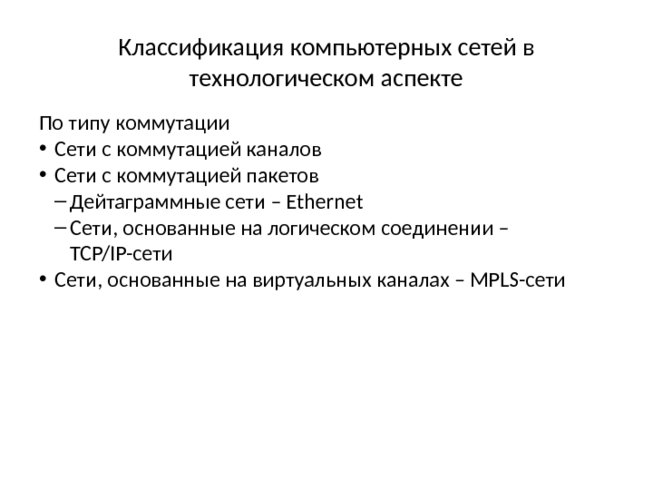 Классификация компьютерных сетей в
технологическом аспекте
По типу коммутации
• Сети с коммутацией каналов
• Сети с коммутацией пакетов
– Дейтаграммные сети – Ethernet
– Сети, основанные на логическом соединении –
TCP/IP-сети
• Сети, основанные на виртуальных каналах – MPLS-сети